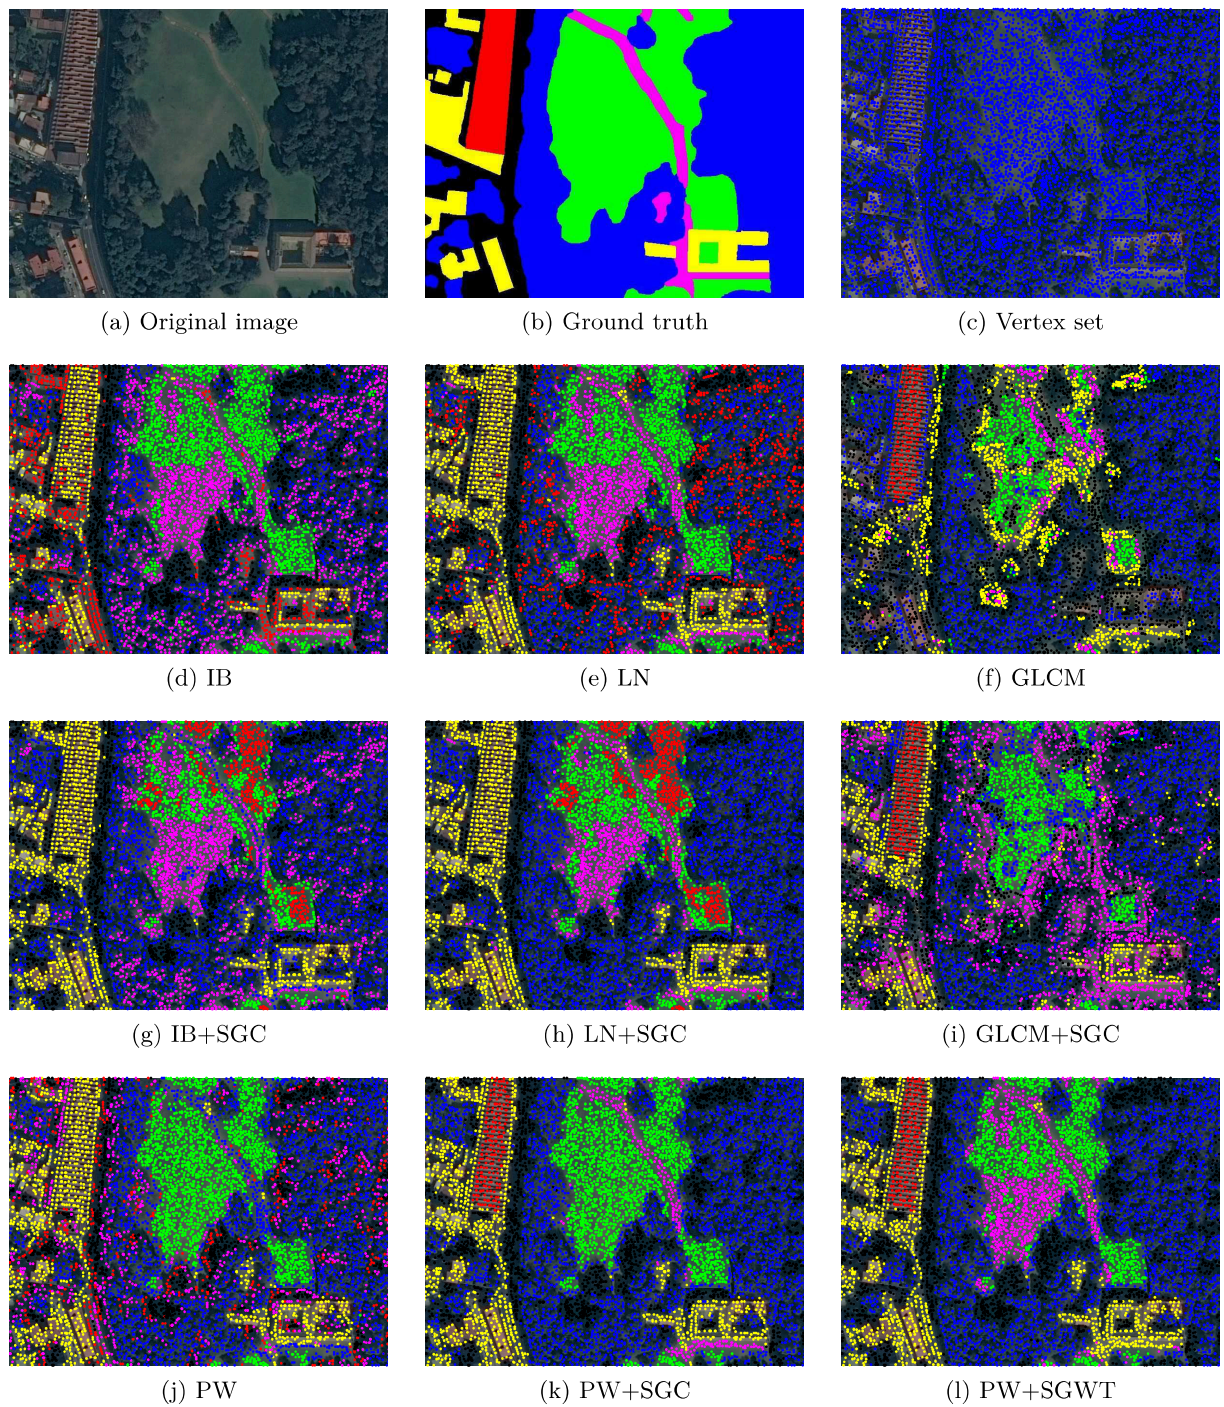 (a) Original image
(b) Ground truth
(c) Vertex set
(d) IB
(e) LN
(f) GLCM
(g) IB+SGC
(h) LN+SGC
(i) GLCM+SGC
(j) PW
(k) PW+SGC
(l) PW+SGWT